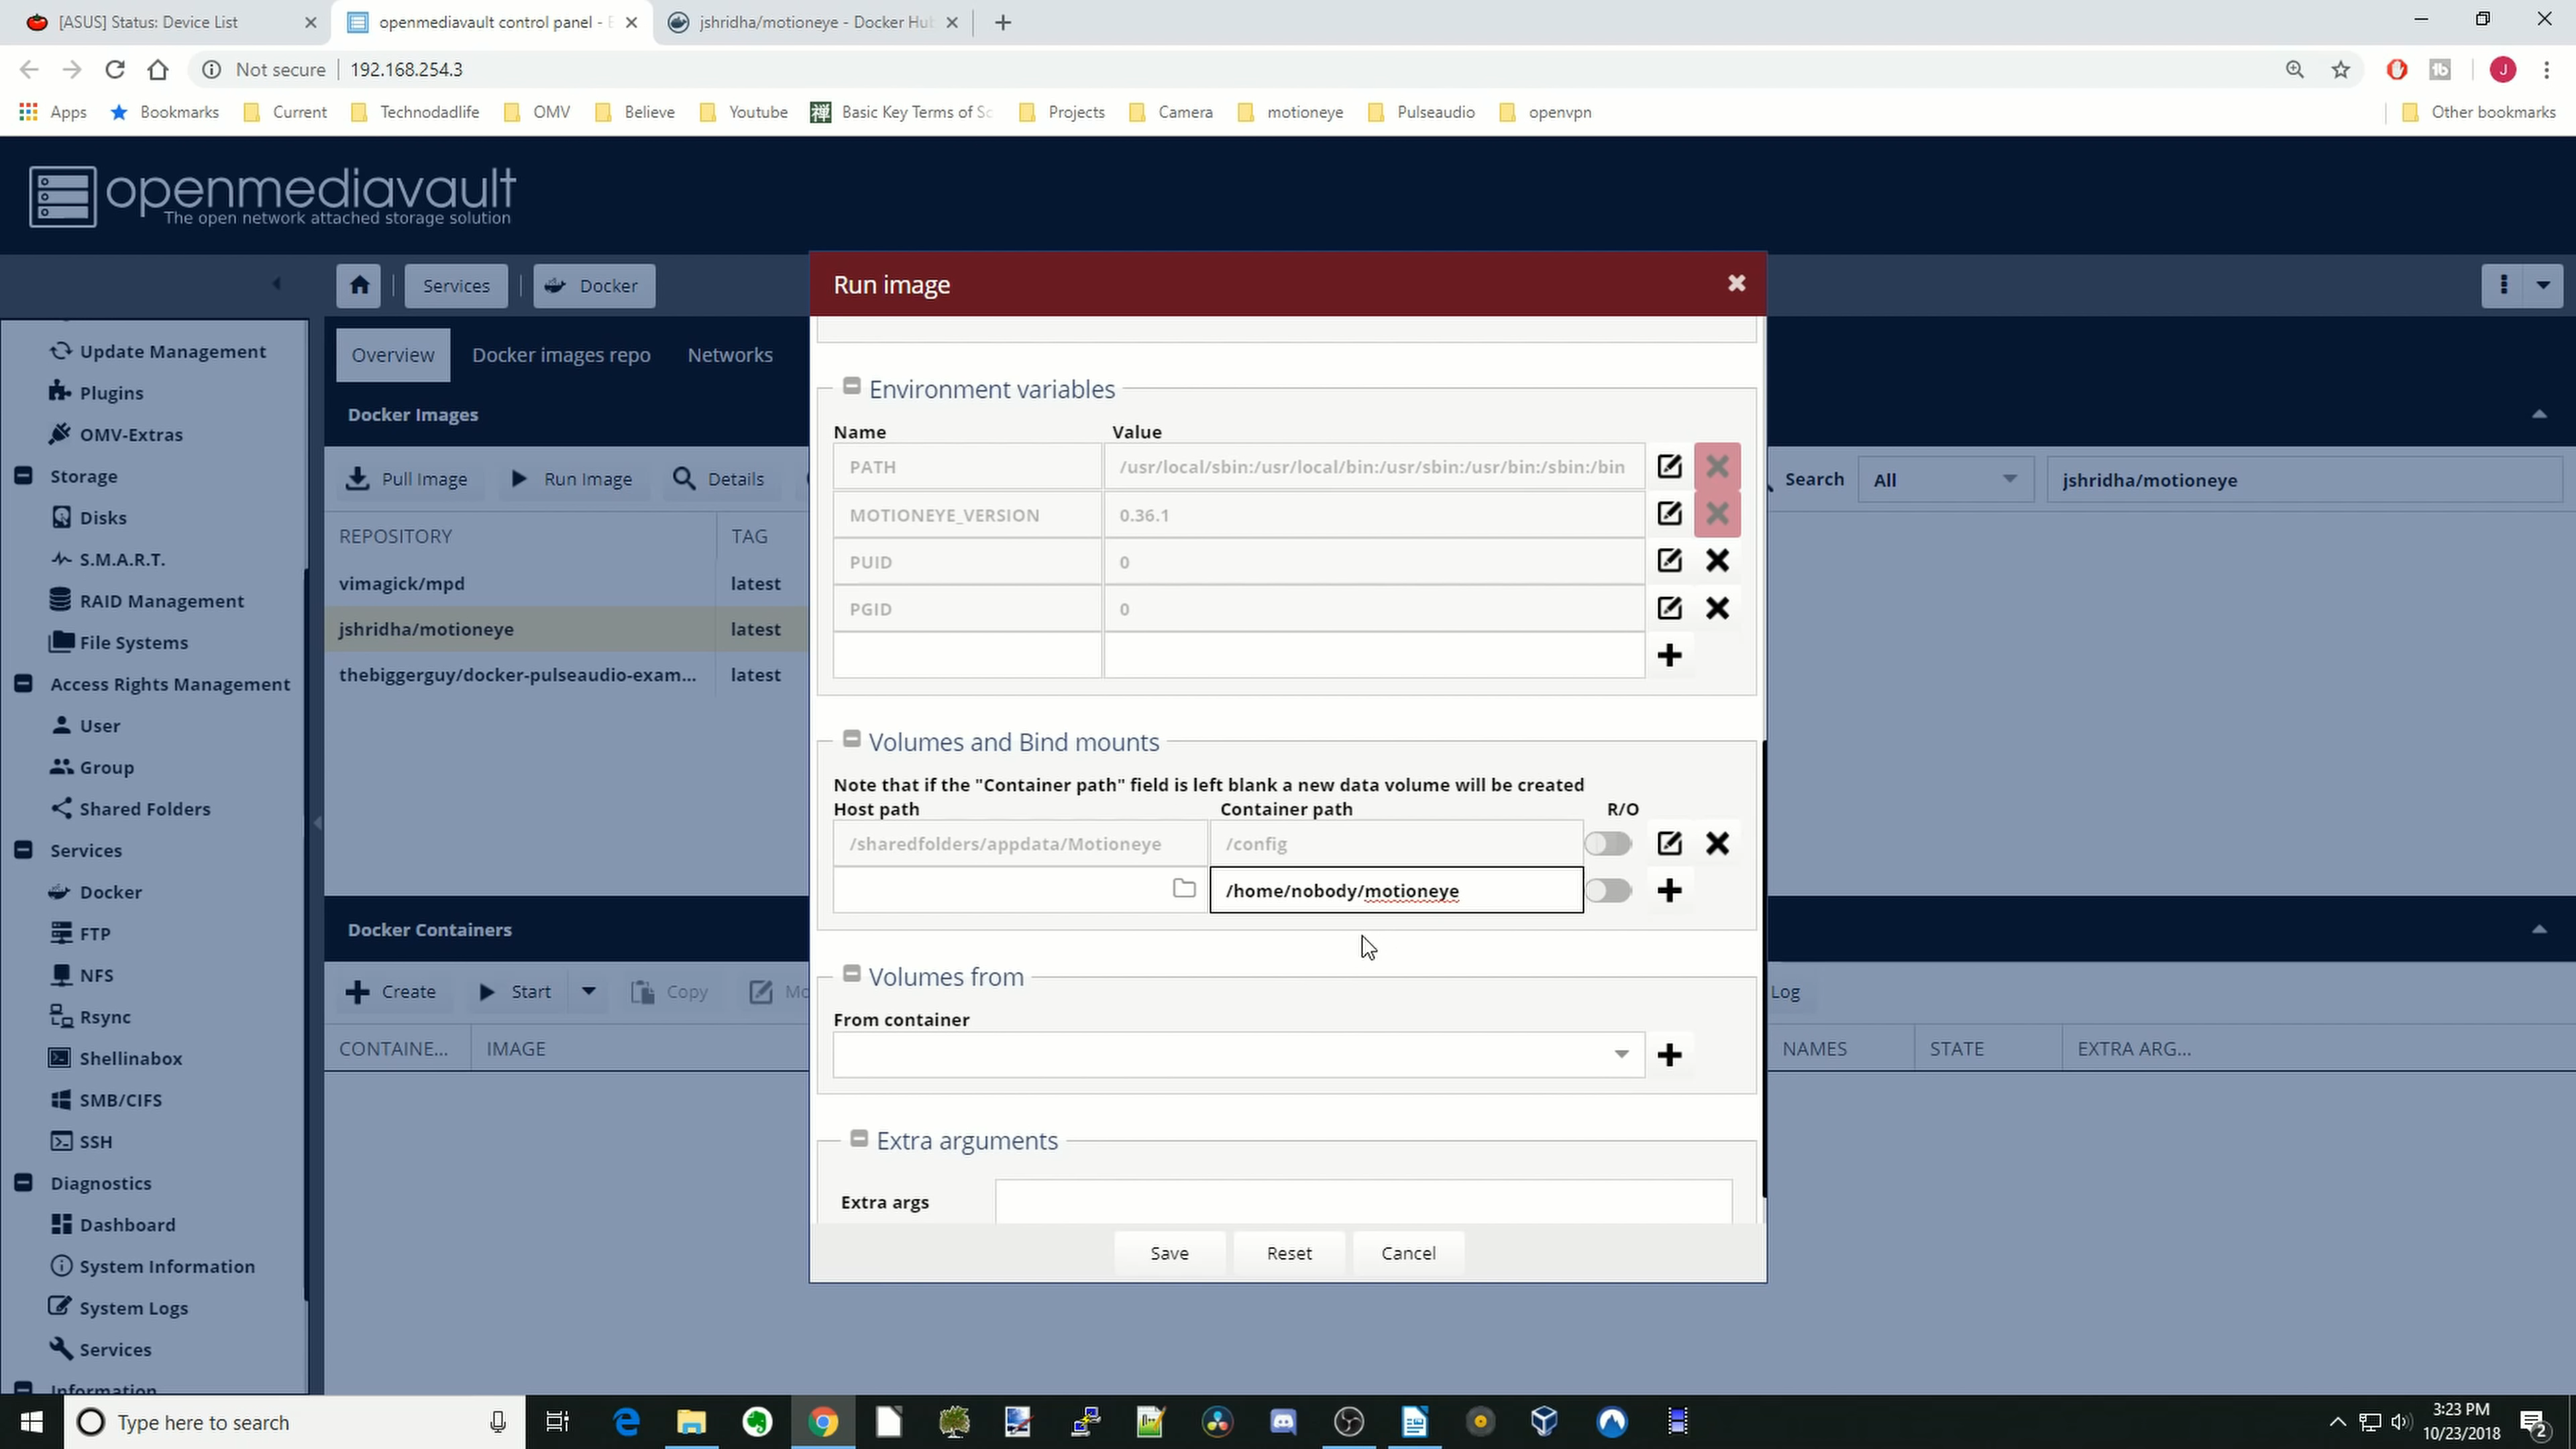 [ASUS] Status: Device List
openmediavault control panel -
jshridha/motioneye - Docker Hub
Not secure
192.168.254.3
J
Apps
Bookmarks
Current
Technodadlife
OMV
Believe
Youtube
禅
Basic Key Terms of Sc
Projects
Camera
motioneye
Pulseaudio
openvpn
Other bookmarks
openmediavault
The open network attached storage solution
Services
Docker
Run image
Update Management
Plugins
OMV-Extras
Storage
Disks
S.M.A.R.T.
RAID Management
File Systems
Access Rights Management
User
Group
Shared Folders
Services
Docker
FTP
NFS
Rsync
Shellinabox
SMB/CIFS
SSH
Diagnostics
Dashboard
System Information
System Logs
Services
Information
Overview
Docker images repo
Networks
Docker Images
Pull Image
Run Image
Details
Search
All
jshridha/motioneye
REPOSITORY
TAG
vimagick/mpd
latest
jshridha/motioneye
latest
thebiggerguy/docker-pulseaudio-exam...
latest
Docker Containers
Create
Start
Copy
Mo
Log
CONTAINE...
IMAGE
NAMES
STATE
EXTRA ARG...
Environment variables
Name
Value
PATH
/usr/local/sbin:/usr/local/bin:/usr/sbin:/usr/bin:/sbin:/bin
MOTIONEYE_VERSION
0.36.1
PUID
0
PGID
0
Volumes and Bind mounts
Note that if the "Container path" field is left blank a new data volume will be created
Host path
Container path
R/O
/sharedfolders/appdata/Motioneye
/config
/home/nobody/motioneye
Volumes from
From container
Extra arguments
Extra args
Save
Reset
Cancel
Type here to search
3:23 PM
10/23/2018
2